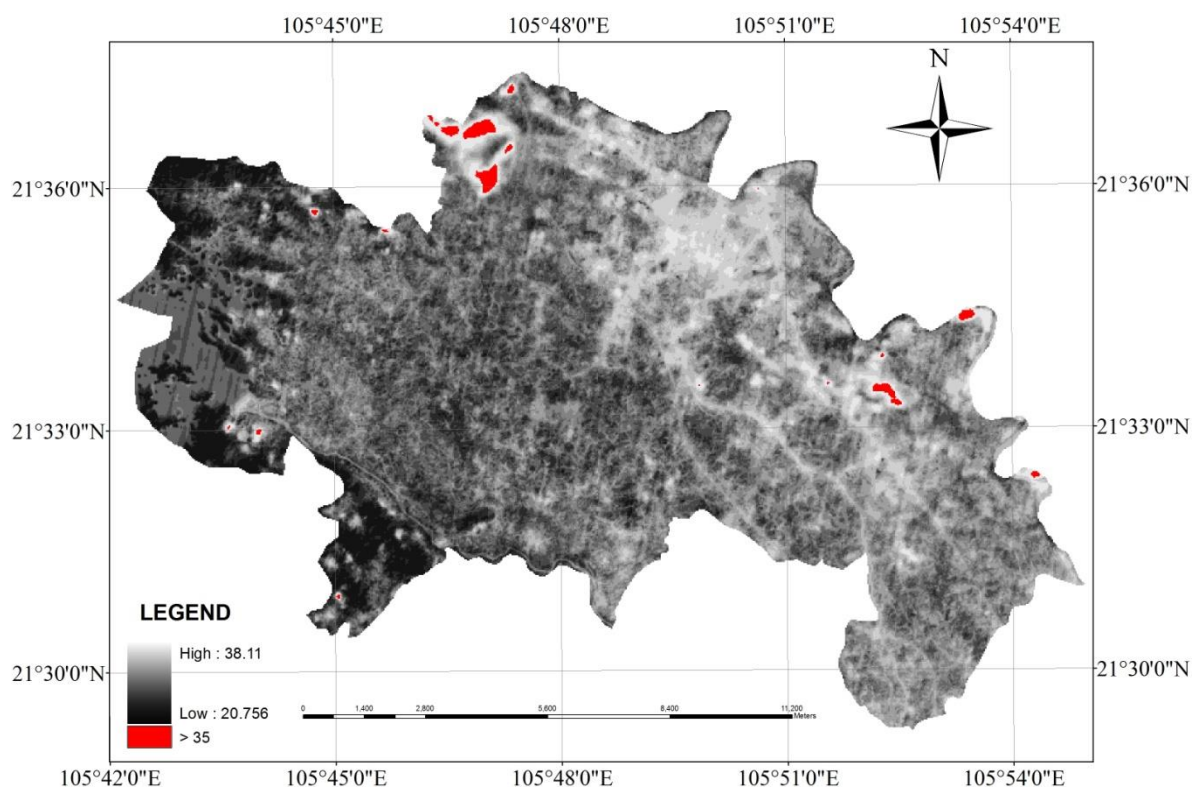 105°45'0"E 105°48'0"E 105°51'0"E 105°54'0"E
N
21°36'0"N 21°36'0"N
21°33'0"N 21°33'0"N
LEGEND
High : 38.11
Low : 20.756
> 35
0 1,400 2,800 5,600 8,400 11,200
Meters
21°30'0"N 21°30'0"N
105°42'0"E 105°45'0"E 105°48'0"E 105°51'0"E 105°54'0"E